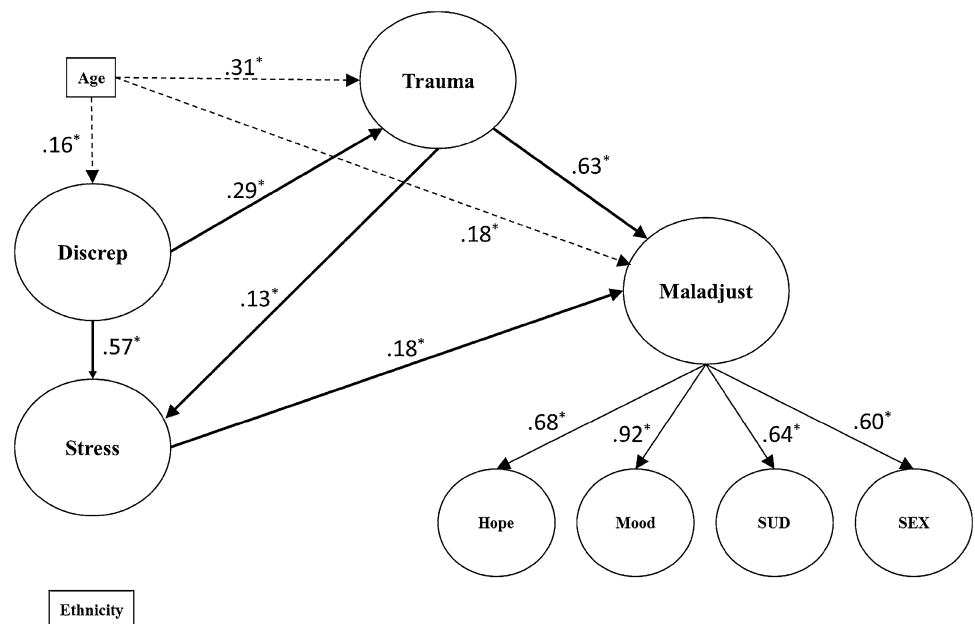 Age
.31*
Trauma
.16*
.29*
.63*
Discrep
.18*
Maladjust
.13*
.57*
.18*
Stress
.68*
.92*
.64*
.60*
Hope
Mood
SUD
SEX
Ethnicity